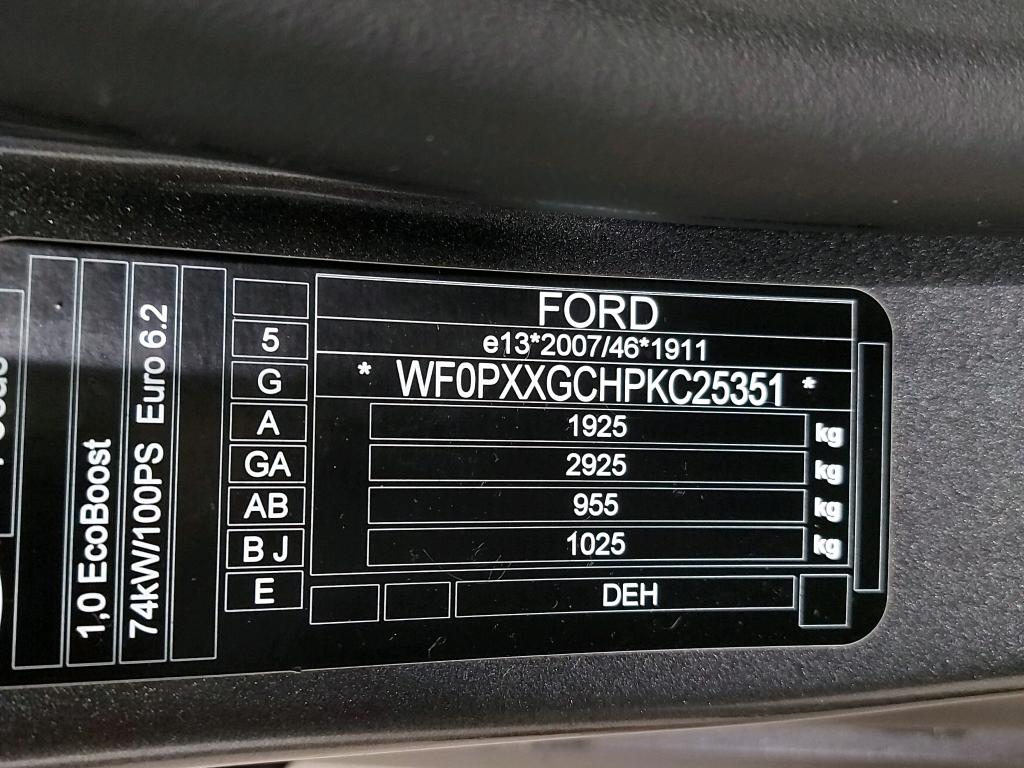 FORD
e13*2007/46*1911
* WF0PXXGCHPKC25351 *
1925 kg
2925 kg
955 kg
1025 kg
DEH
5
G
A
GA
AB
B J
E
1,0 EcoBoost
74kW/100PS Euro 6.2